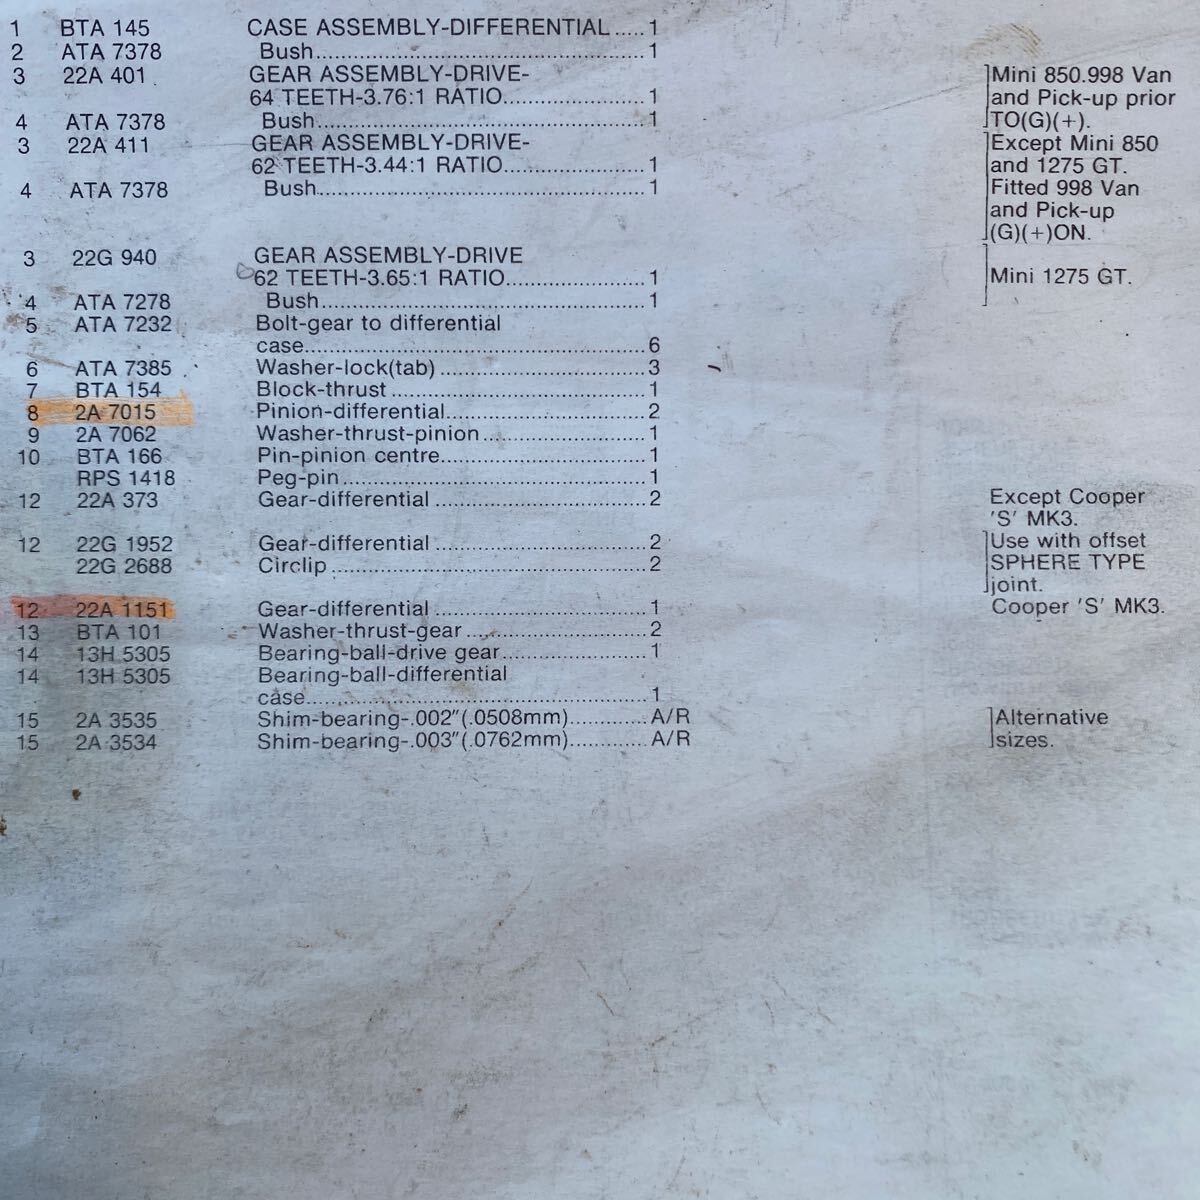 1 BTA 145 CASE ASSEMBLY-DIFFERENTIAL.....1
2 ATA 7378 Bush.....1
3 22A 401 GEAR ASSEMBLY-DRIVE- Mini 850.998 Van
64 TEETH-3.76:1 RATIO.....1 and Pick-up prior
4 ATA 7378 Bush.....1 TO(G)(+).
3 22A 411 GEAR ASSEMBLY-DRIVE- Except Mini 850
62 TEETH-3.44:1 RATIO.....1 and 1275 GT.
4 ATA 7378 Bush.....1 Fitted 998 Van
and Pick-up
(G)(+)ON.
3 22G 940 GEAR ASSEMBLY-DRIVE
62 TEETH-3.65:1 RATIO.....1 Mini 1275 GT.
4 ATA 7278 Bush.....1
5 ATA 7232 Bolt-gear to differential
case.....6
6 ATA 7385 Washer-lock(tab).....3
7 BTA 154 Block-thrust.....1
8 2A 7015 Pinion-differential.....2
9 2A 7062 Washer-thrust-pinion.....1
10 BTA 166 Pin-pinion centre.....1
RPS 1418 Peg-pin.....1
12 22A 373 Gear-differential.....2 Except Cooper
'S' MK3.
12 22G 1952 Gear-differential.....2 Use with offset
22G 2688 Circlip.....2 SPHERE TYPE
joint.
12 22A 1151 Gear-differential.....1 Cooper 'S' MK3.
13 BTA 101 Washer-thrust-gear.....2
14 13H 5305 Bearing-ball-drive gear.....1
14 13H 5305 Bearing-ball-differential
case.....1
15 2A 3535 Shim-bearing-.002″(.0508mm).....A/R Alternative
15 2A 3534 Shim-bearing-.003″(.0762mm).....A/R sizes.